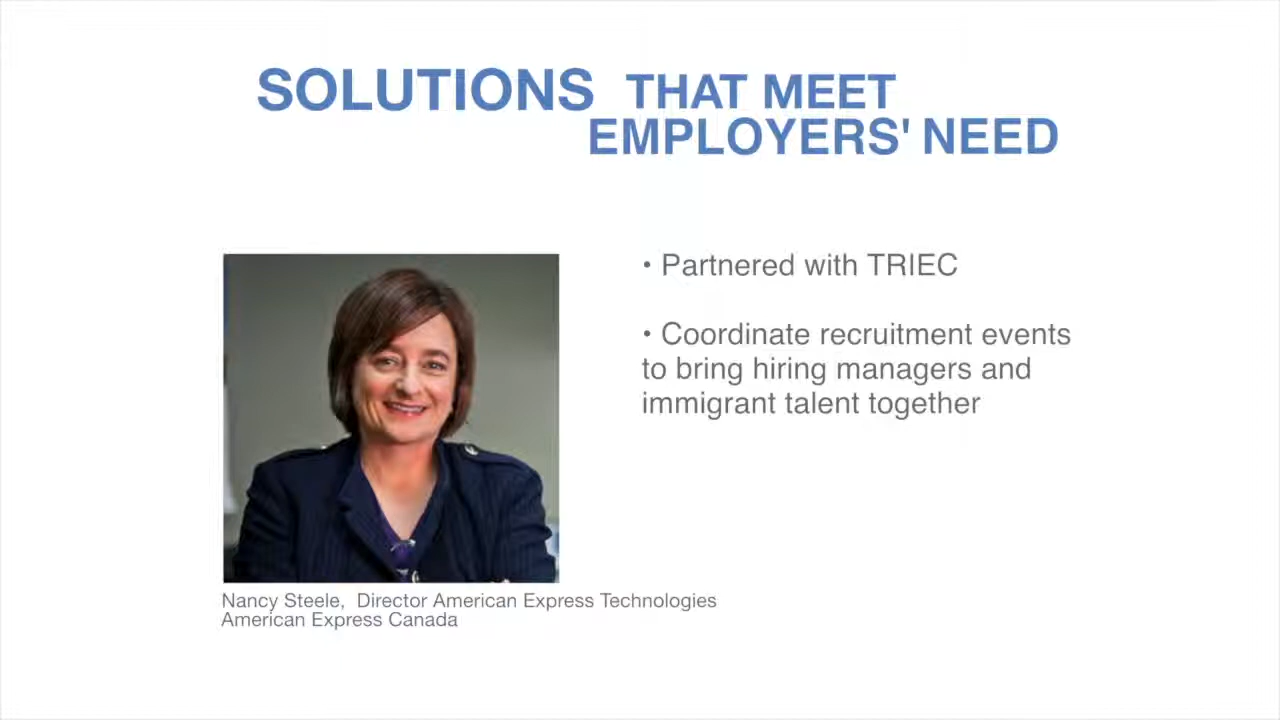 SOLUTIONS THAT MEET
EMPLOYERS' NEED
• Partnered with TRIEC
• Coordinate recruitment events
to bring hiring managers and
immigrant talent together
Nancy Steele, Director American Express Technologies
American Express Canada